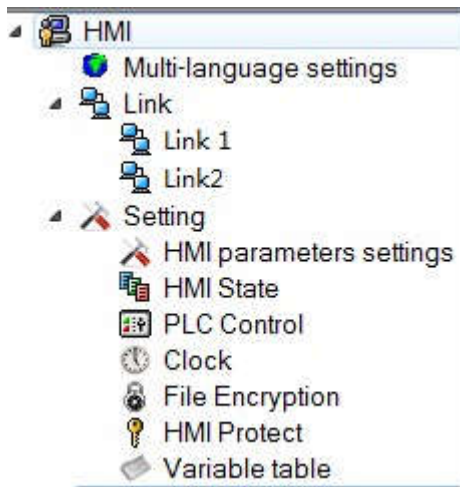 HMI
Multi-language settings
Link
Link 1
Link2
Setting
HMI parameters settings
HMI State
PLC Control
Clock
File Encryption
HMI Protect
Variable table